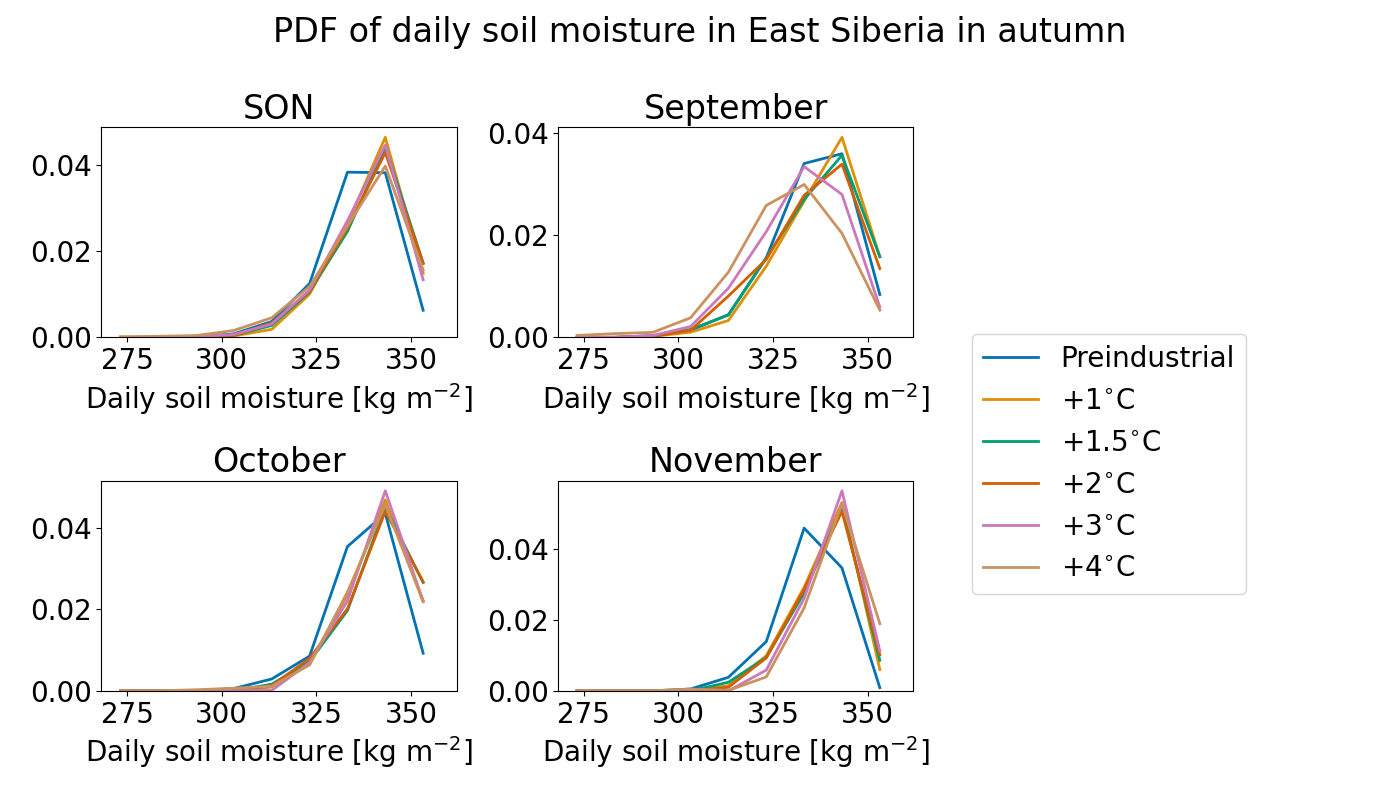 PDF of daily soil moisture in East Siberia in autumn
SON
0.04
0.02
0.00
275 300 325 350
Daily soil moisture [kg m⁻²]
September
0.04
0.02
0.00
275 300 325 350
Daily soil moisture [kg m⁻²]
October
0.04
0.02
0.00
275 300 325 350
Daily soil moisture [kg m⁻²]
November
0.04
0.02
0.00
275 300 325 350
Daily soil moisture [kg m⁻²]
Preindustrial
+1°C
+1.5°C
+2°C
+3°C
+4°C